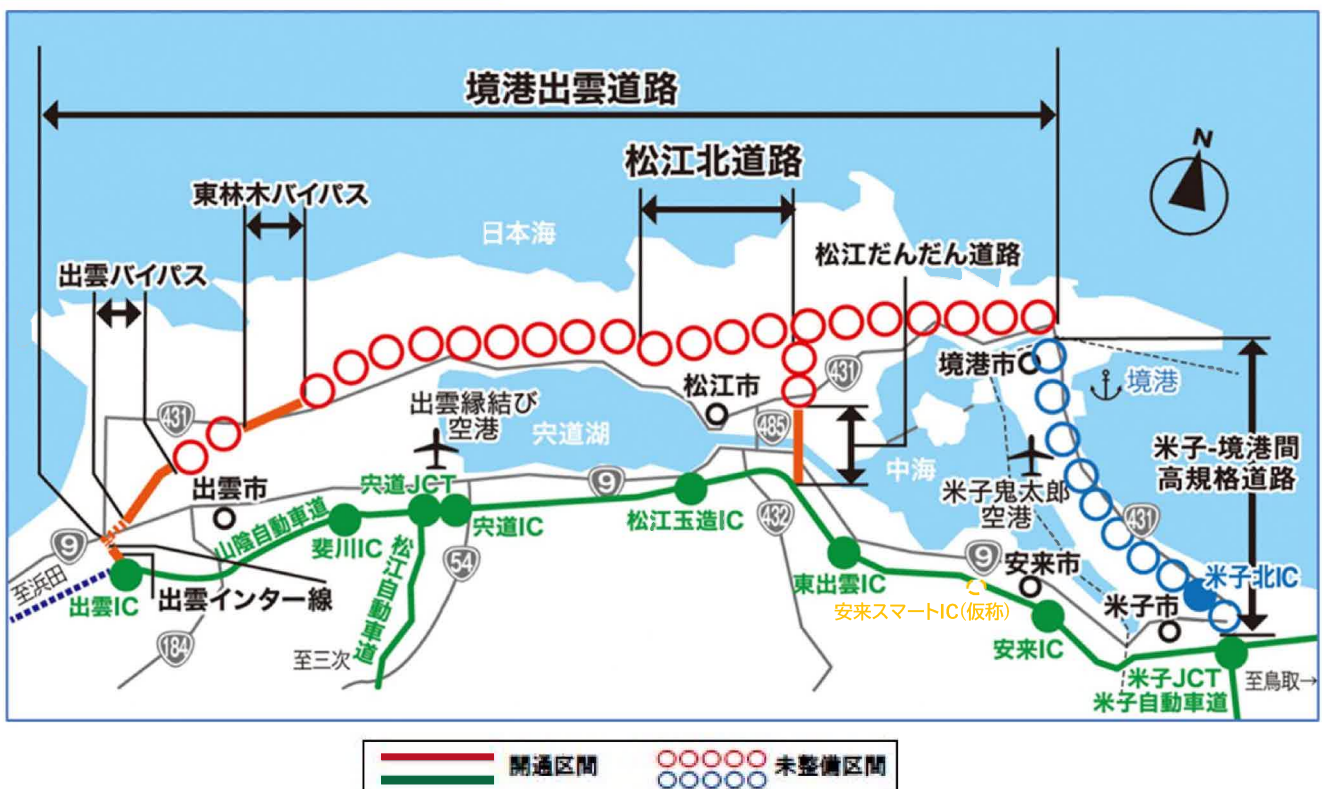 境港出雲道路
松江北道路
N
東林木バイパス
日本海
松江だんだん道路
出雲バイパス
境港市
境港
松江市
431
431
出雲縁結び
空港
宍道湖
485
中海
米子-境港間
高規格道路
出雲市
宍道JCT
9
米子鬼太郎
空港
431
9
山陰自動車道
斐川IC
宍道IC
松江玉造IC
432
至浜田
出雲IC
出雲インター線
松江自動車道
54
東出雲IC
9
安来市
米子北IC
安来スマートIC(仮称)
米子市
184
至三次
安来IC
米子JCT
米子自動車道
至鳥取→
開通区間
未整備区間